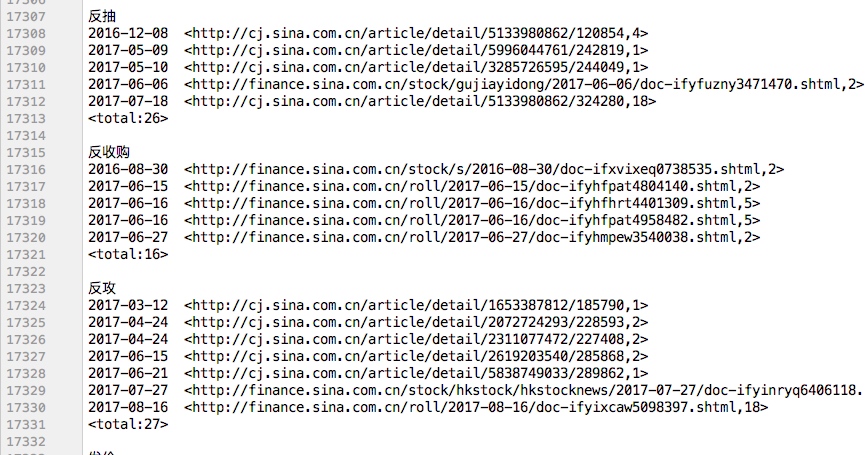 17307 反抽
17308 2016-12-08 <http://cj.sina.com.cn/article/detail/5133980862/120854,4>
17309 2017-05-09 <http://cj.sina.com.cn/article/detail/5996044761/242819,1>
17310 2017-05-10 <http://cj.sina.com.cn/article/detail/3285726595/244049,1>
17311 2017-06-06 <http://finance.sina.com.cn/stock/gujiayidong/2017-06-06/doc-ifyfuzny3471470.shtml,2>
17312 2017-07-18 <http://cj.sina.com.cn/article/detail/5133980862/324280,18>
17313 <total:26>
17314
17315 反收购
17316 2016-08-30 <http://finance.sina.com.cn/stock/s/2016-08-30/doc-ifxvixeq0738535.shtml,2>
17317 2017-06-15 <http://finance.sina.com.cn/roll/2017-06-15/doc-ifyhfpat4804140.shtml,2>
17318 2017-06-16 <http://finance.sina.com.cn/roll/2017-06-16/doc-ifyhfhrt4401309.shtml,5>
17319 2017-06-16 <http://finance.sina.com.cn/roll/2017-06-16/doc-ifyhfpat4958482.shtml,5>
17320 2017-06-27 <http://finance.sina.com.cn/roll/2017-06-27/doc-ifyhmpew3540038.shtml,2>
17321 <total:16>
17322
17323 反攻
17324 2017-03-12 <http://cj.sina.com.cn/article/detail/1653387812/185790,1>
17325 2017-04-24 <http://cj.sina.com.cn/article/detail/2072724293/228593,2>
17326 2017-04-24 <http://cj.sina.com.cn/article/detail/2311077472/227408,2>
17327 2017-06-15 <http://cj.sina.com.cn/article/detail/2619203540/285868,2>
17328 2017-06-21 <http://cj.sina.com.cn/article/detail/5838749033/289862,1>
17329 2017-07-27 <http://finance.sina.com.cn/stock/hkstock/hkstocknews/2017-07-27/doc-ifyinryq6406118.
17330 2017-08-16 <http://finance.sina.com.cn/roll/2017-08-16/doc-ifyixcaw5098397.shtml,18>
17331 <total:27>
17332